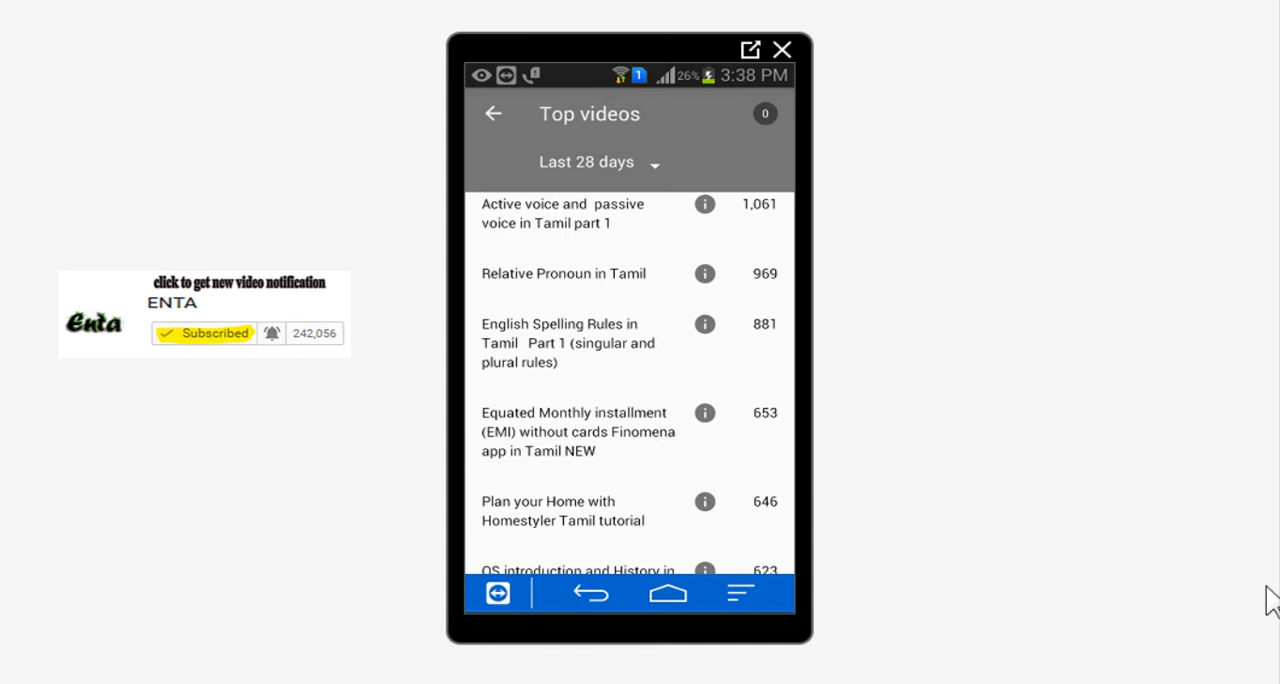 3:38 PM
26%
1
Top videos
0
Last 28 days
Active voice and passive
voice in Tamil part 1
1,061
Relative Pronoun in Tamil
969
English Spelling Rules in
Tamil Part 1 (singular and
plural rules)
881
Equated Monthly installment
(EMI) without cards Finomena
app in Tamil NEW
653
Plan your Home with
Homestyler Tamil tutorial
646
OS introduction and History in
623
click to get new video notification
ENTA
Enta
Subscribed
242,056